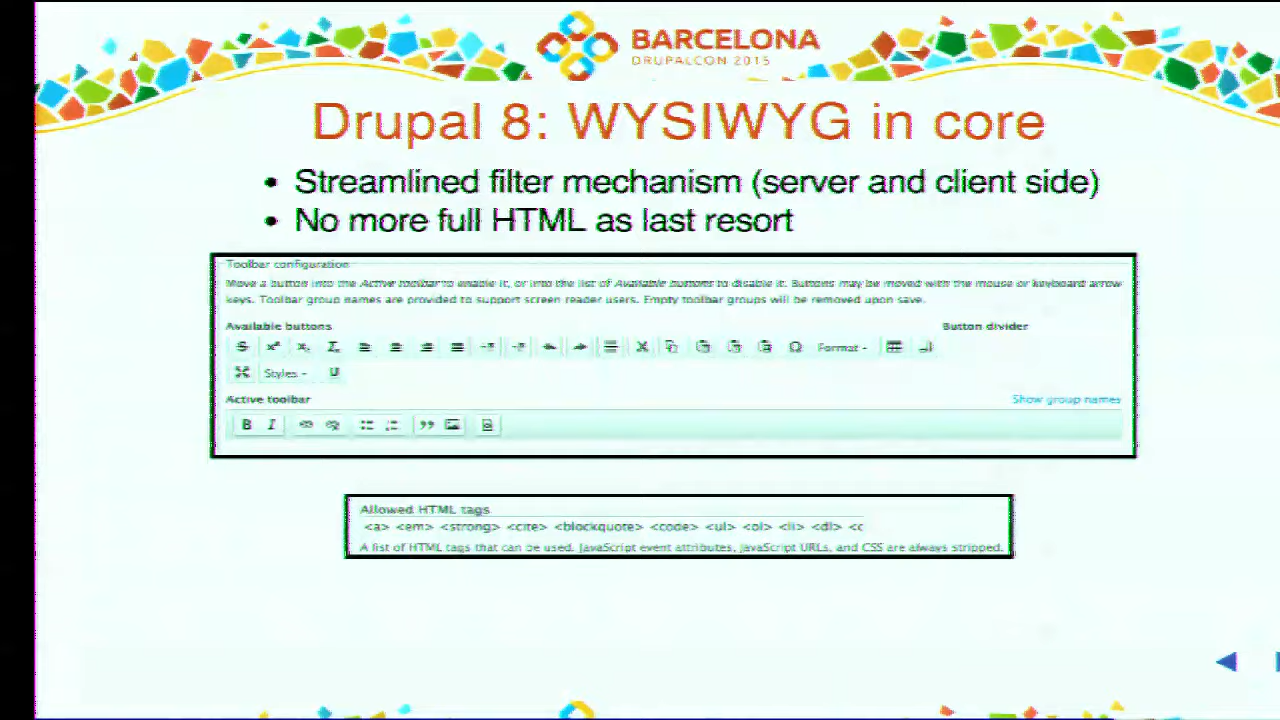 BARCELONA
DRUPALCON 2015
Drupal 8: WYSIWYG in core
• Streamlined filter mechanism (server and client side)
• No more full HTML as last resort
Toolbar configuration
Move a button into the Active toolbar to enable it, or into the list of Available buttons to disable it. Buttons may be moved with the mouse or keyboard arrow
keys. Toolbar group names are provided to support screen reader users. Empty toolbar groups will be removed upon save.
Available buttons Button divider
Format
Styles U
Active toolbar Show group names
B I
Allowed HTML tags
<a> <em> <strong> <cite> <blockquote> <code> <ul> <ol> <li> <dl> <c
A list of HTML tags that can be used. JavaScript event attributes, JavaScript URLs, and CSS are always stripped.